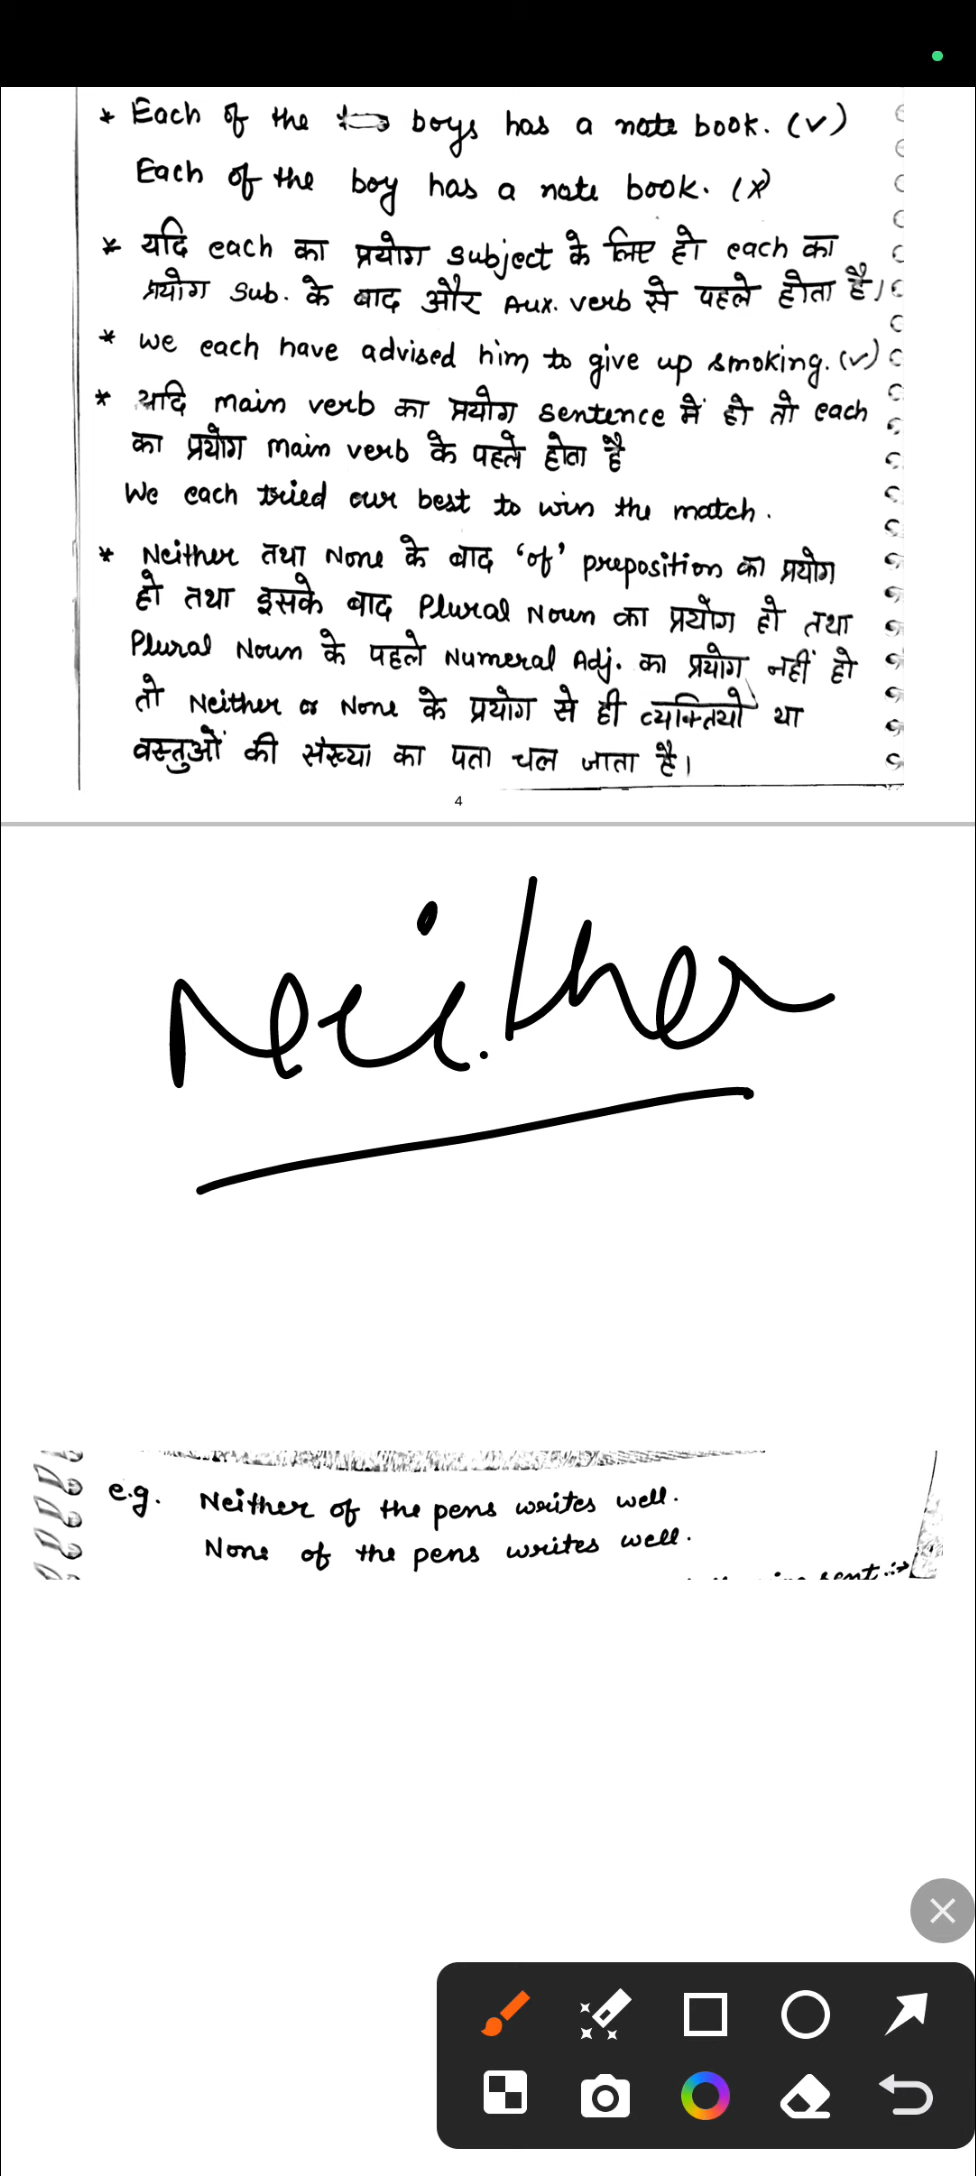 * Each of the boys has a note book. (✓)
Each of the boy has a note book. (x)
* यदि each का प्रयोग subject के लिए हो each का
प्रयोग sub. के बाद और Aux. verb से पहले होता है।
* we each have advised him to give up smoking. (✓)
* यदि main verb का प्रयोग sentence में हो तो each
का प्रयोग main verb के पहले होता है
We each tried our best to win the match.
* Neither तथा None के बाद 'of' preposition का प्रयोग
हो तथा इसके बाद Plural Noun का प्रयोग हो तथा
Plural Noun के पहले Numeral Adj. का प्रयोग नहीं हो
तो Neither or None के प्रयोग से ही व्यक्तियो था
वस्तुओं की संख्या का पता चल जाता है।
4
Neither
e.g. Neither of the pens writes well.
None of the pens writes well.
sent :->